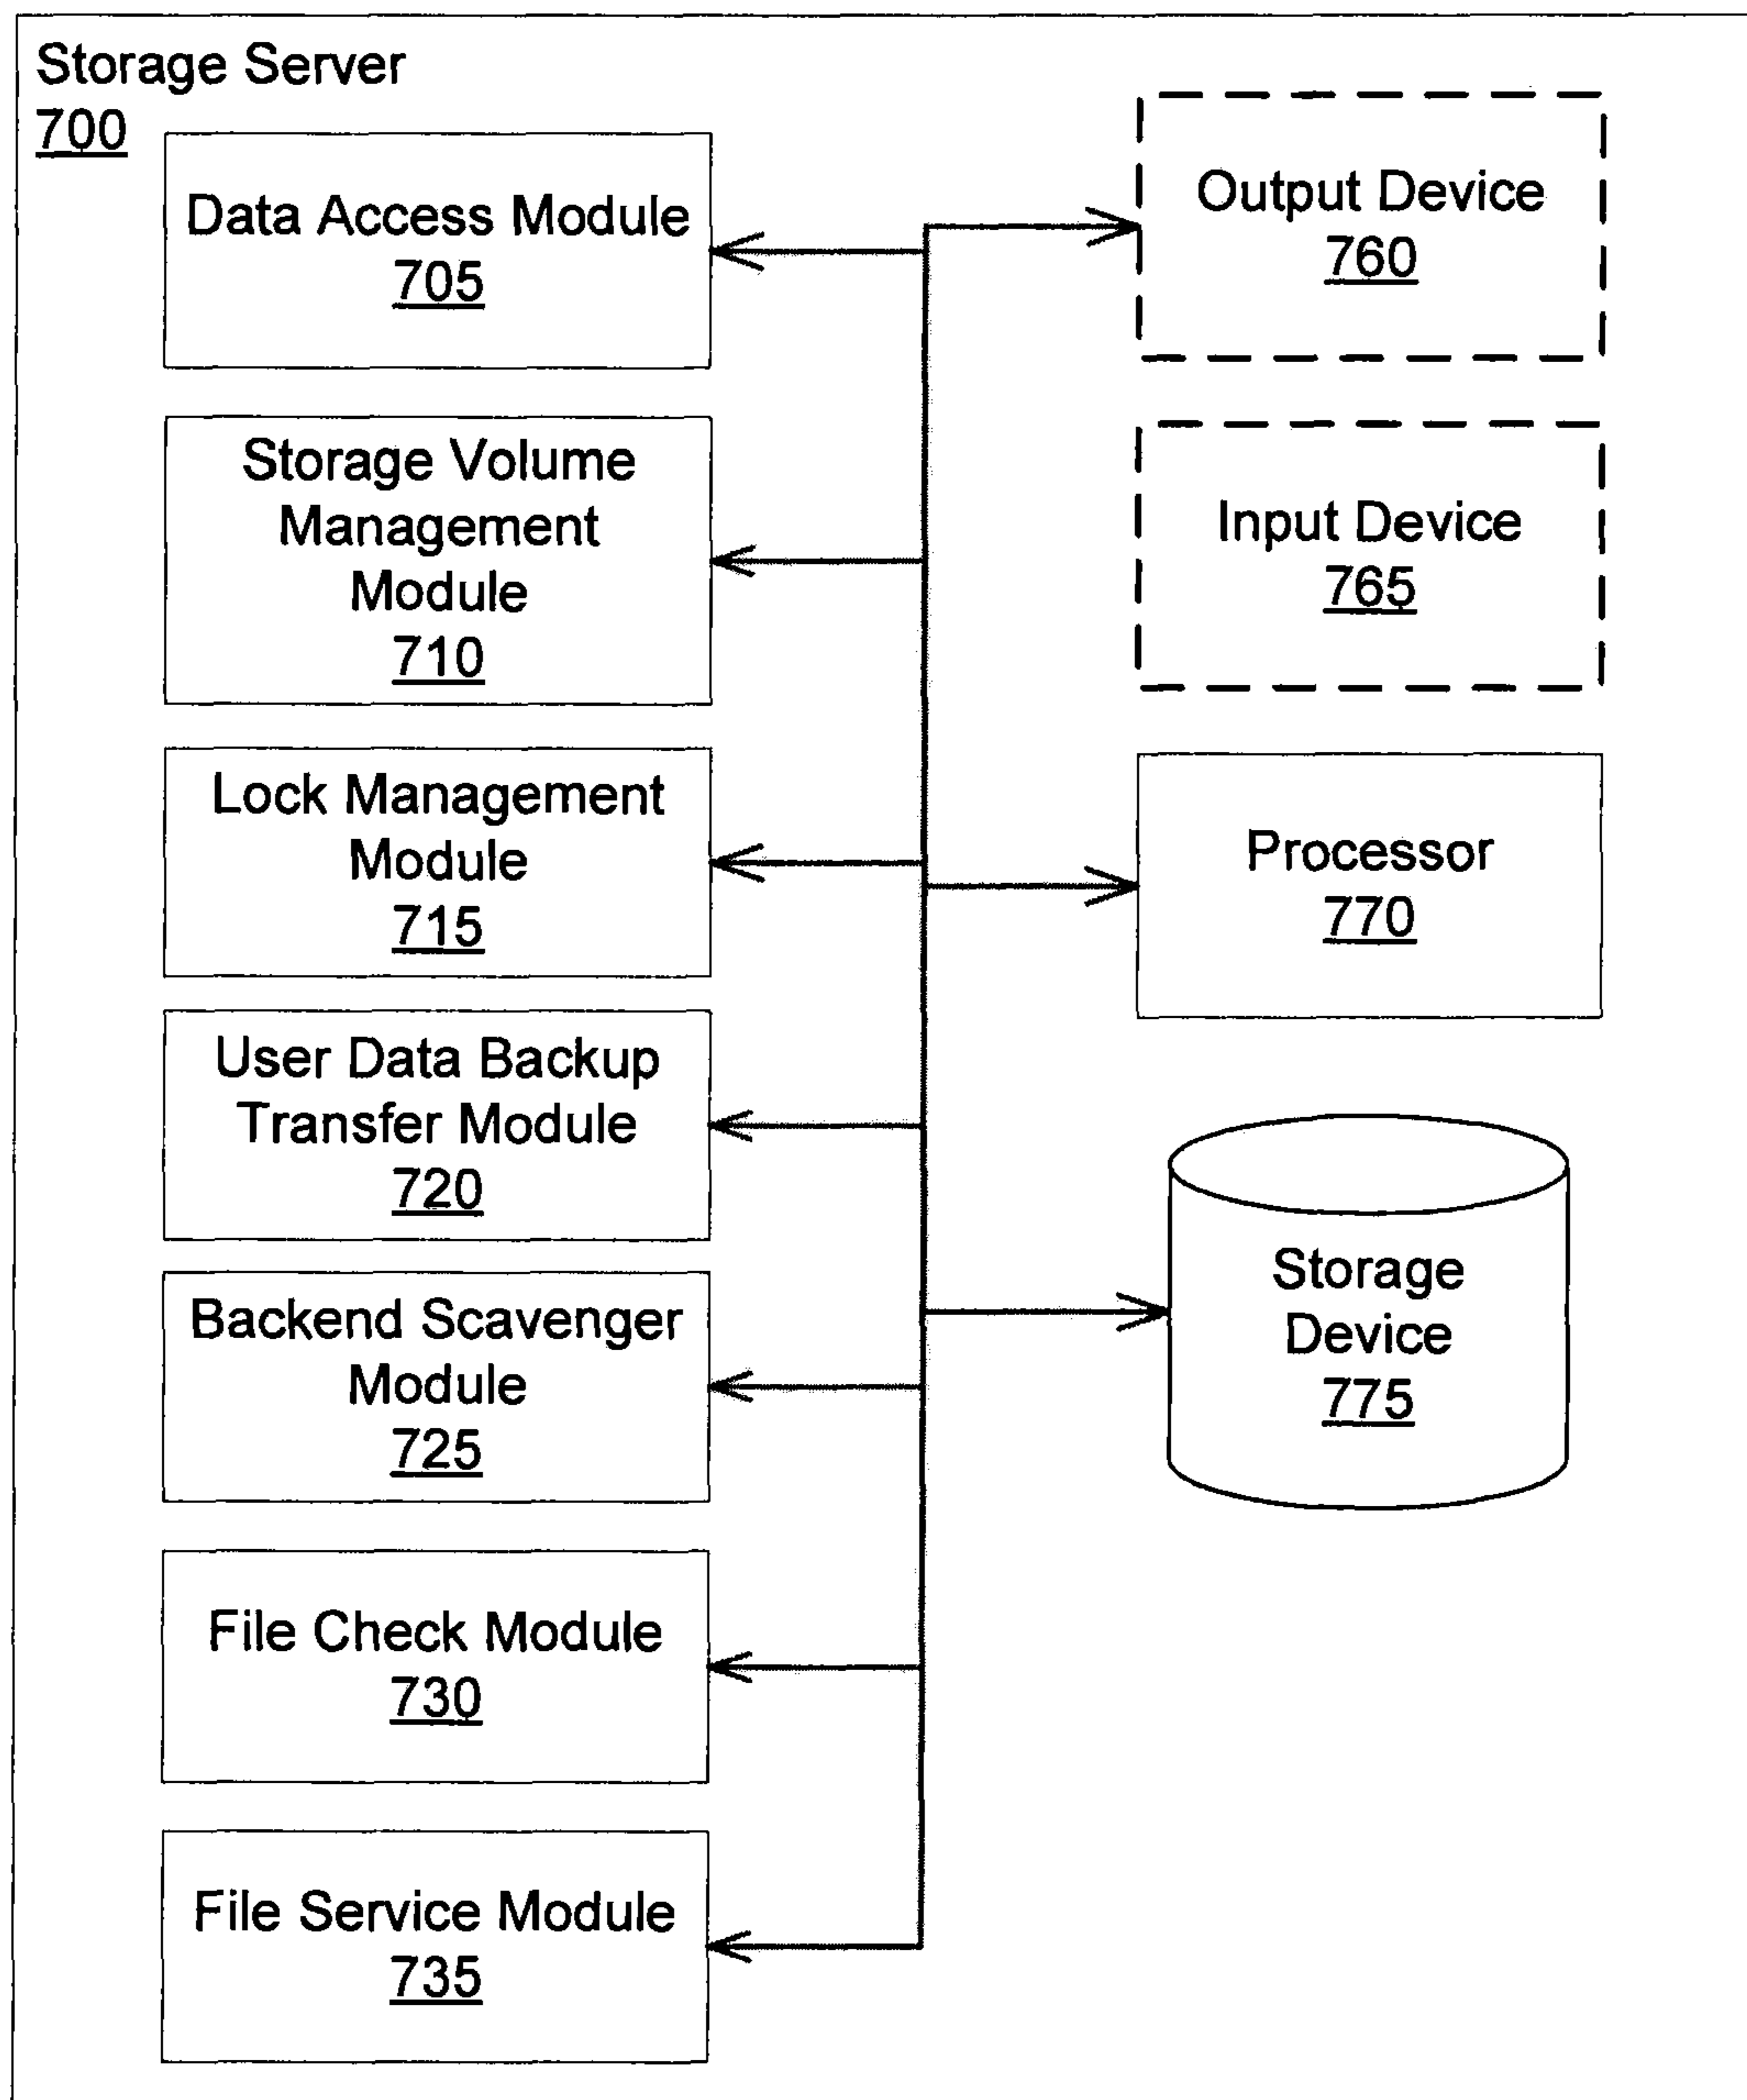 Storage Server
700
Data Access Module
705
Storage Volume
Management
Module
710
Lock Management
Module
715
User Data Backup
Transfer Module
720
Backend Scavenger
Module
725
File Check Module
730
File Service Module
735
Output Device
760
Input Device
765
Processor
770
Storage
Device
775